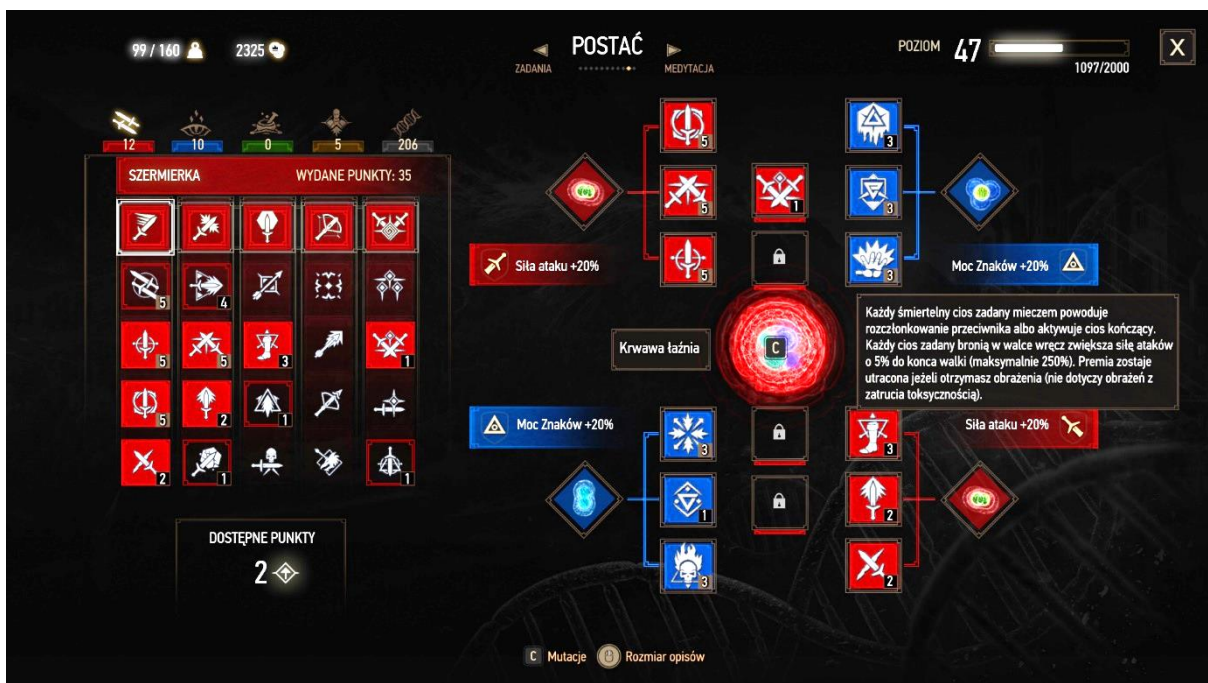 99 / 160
2325
POSTAĆ
ZADANIA
MEDYTACJA
POZIOM 47
1097/2000
X
12 10 0 5 206
SZERMIERKA WYDANE PUNKTY: 35
5 4
5 5 3 1
5 2 1
2 1 1
DOSTĘPNE PUNKTY
2
5
5
5
Siła ataku +20%
1
3
3
3
Moc Znaków +20%
Krwawa łaźnia
C
Każdy śmiertelny cios zadany mieczem powoduje
rozczłonkowanie przeciwnika albo aktywuje cios kończący.
Każdy cios zadany bronią w walce wręcz zwiększa siłę ataków
o 5% do konca walki (maksymalnie 250%). Premia zostaje
utracona jeżeli otrzymasz obrażenia (nie dotyczy obrażeń z
zatrucia toksycznością).
Moc Znaków +20%
3
1
3
Siła ataku +20%
3
2
2
C Mutacje Rozmiar opisów